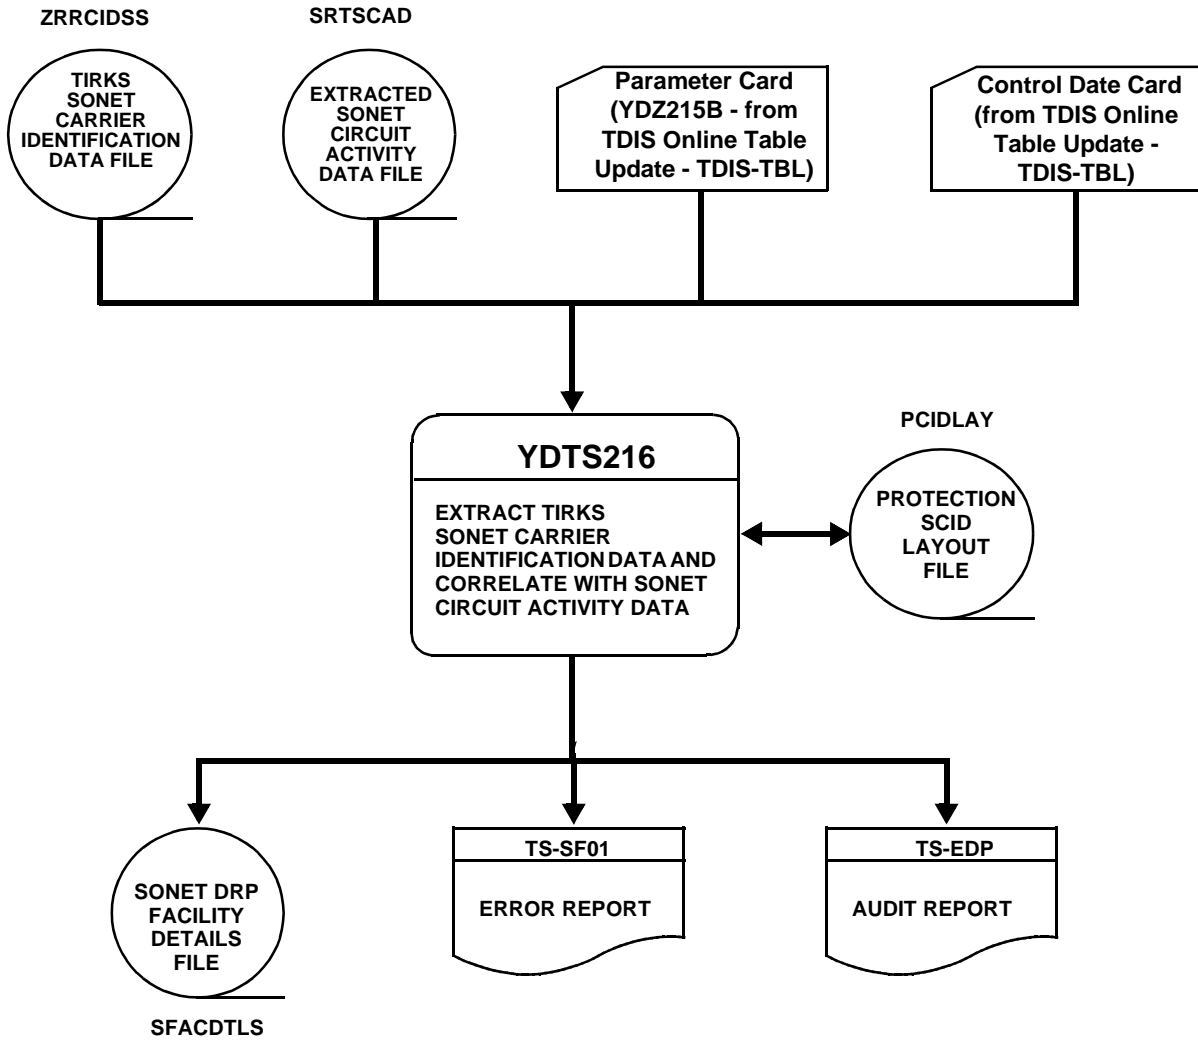 ZRRCIDSS
SRTSCAD
TIRKS
SONET
CARRIER
IDENTIFICATION
DATA FILE
EXTRACTED
SONET
CIRCUIT
ACTIVITY
DATA FILE
Parameter Card
(YDZ215B - from
TDIS Online Table
Update - TDIS-TBL)
Control Date Card
(from TDIS Online
Table Update -
TDIS-TBL)
YDTS216
EXTRACT TIRKS
SONET CARRIER
IDENTIFICATION DATA AND
CORRELATE WITH SONET
CIRCUIT ACTIVITY DATA
PCIDLAY
PROTECTION
SCID
LAYOUT
FILE
SONET DRP
FACILITY
DETAILS
FILE
SFACDTLS
TS-SF01
ERROR REPORT
TS-EDP
AUDIT REPORT